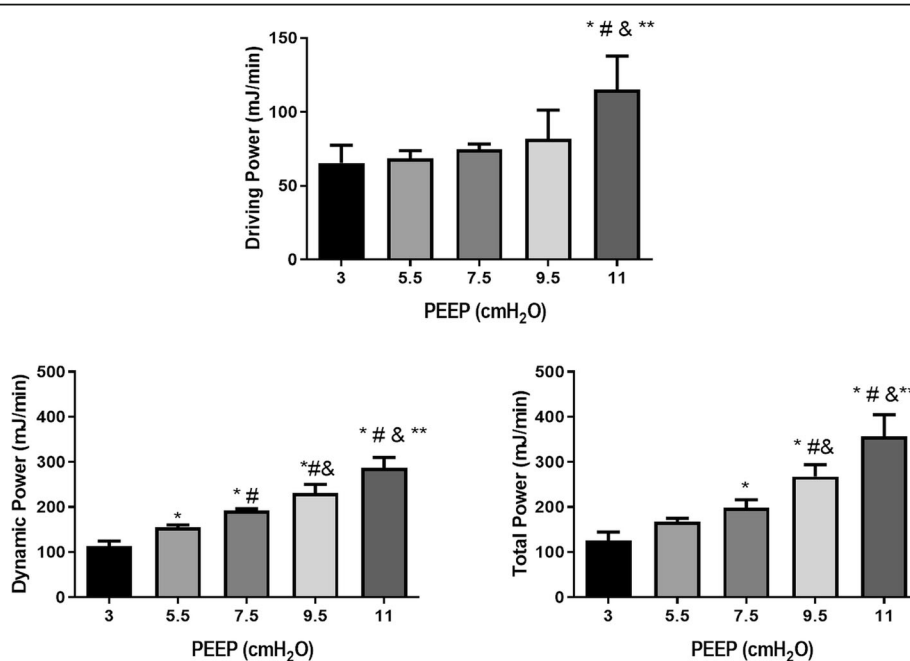 * # & **
Driving Power (mJ/min)
150
100
50
0
3 5.5 7.5 9.5 11
PEEP (cmH₂O)
Dynamic Power (mJ/min)
500
400
300
200
100
0
*
* #
*#&
* # & **
3 5.5 7.5 9.5 11
PEEP (cmH₂O)
Total Power (mJ/min)
500
400
300
200
100
0
*
* #&
* # &**
3 5.5 7.5 9.5 11
PEEP (cmH₂O)